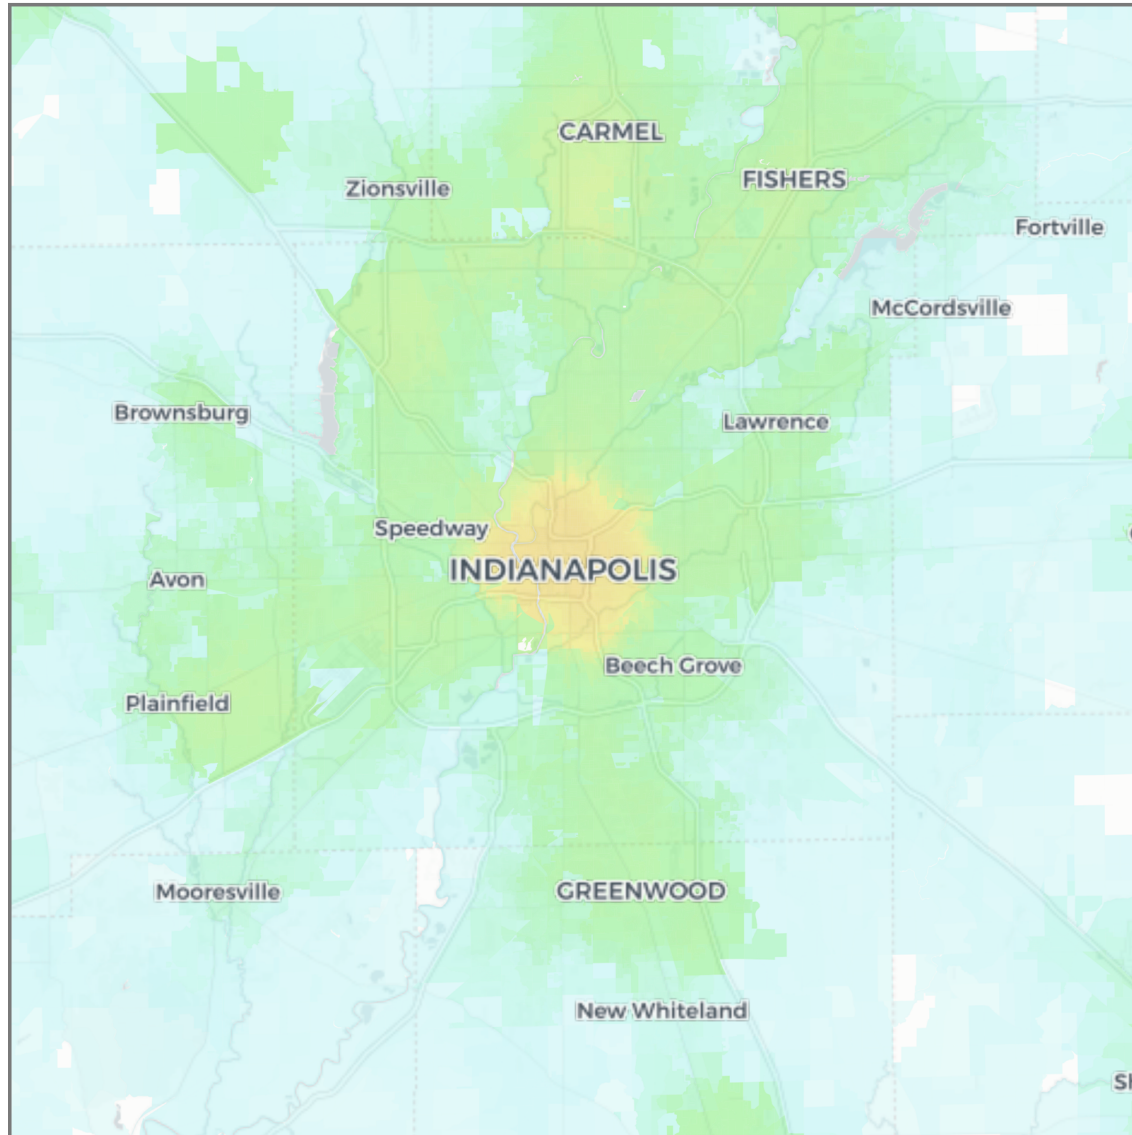 CARMEL
FISHERS
Zionsville
Fortville
McCordsville
Brownsburg
Lawrence
Speedway
INDIANAPOLIS
Avon
Beech Grove
Plainfield
Mooresville
GREENWOOD
New Whiteland